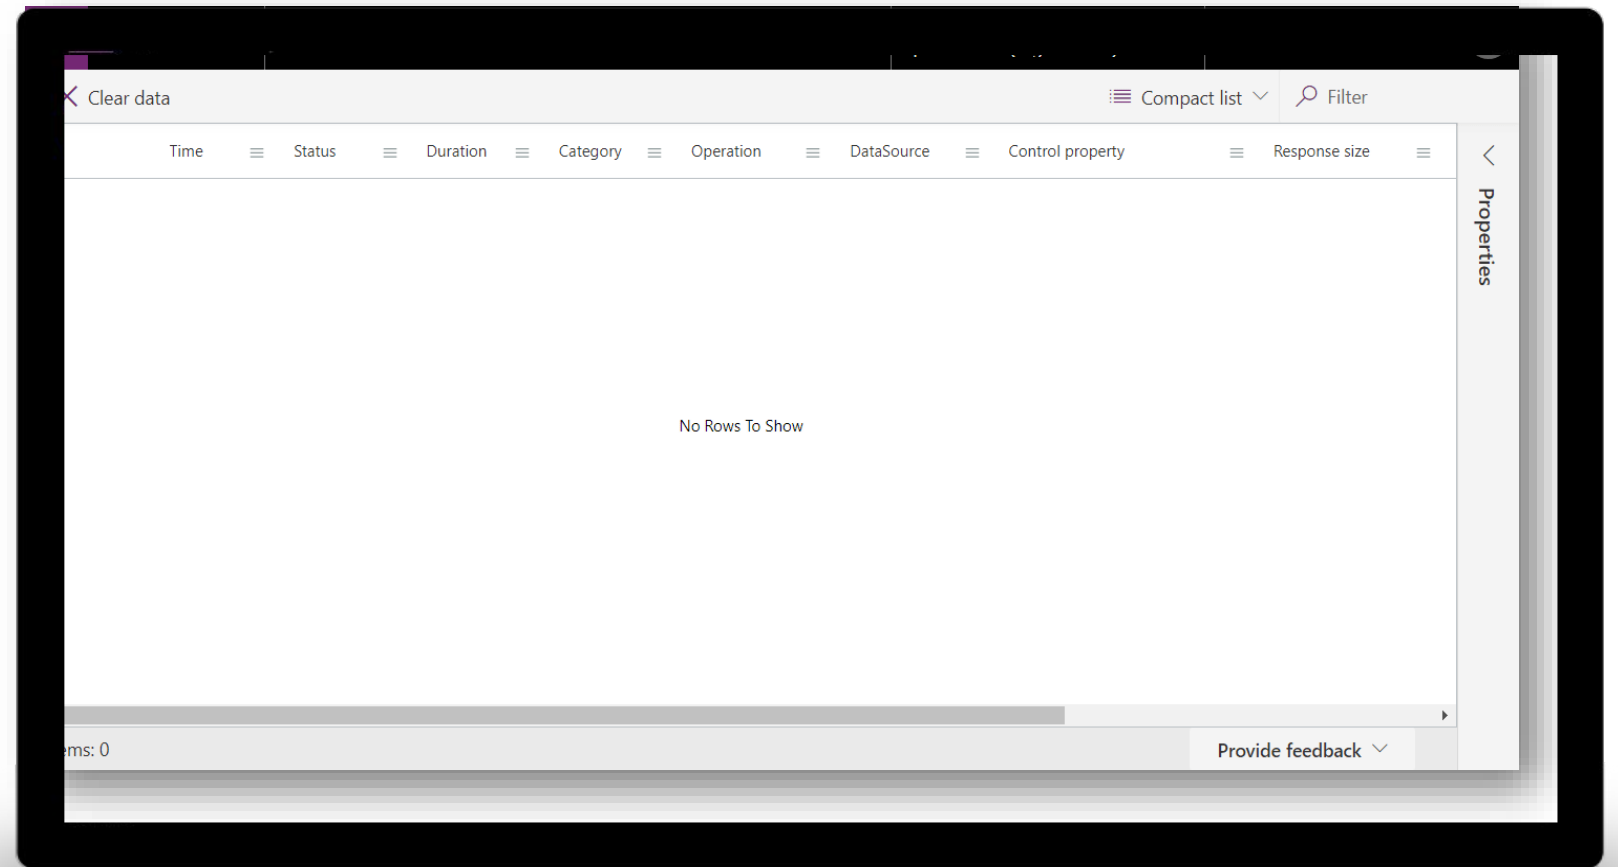 Clear data
Compact list
Filter
Time Status Duration Category Operation DataSource Control property Response size
Properties
No Rows To Show
ems: 0
Provide feedback